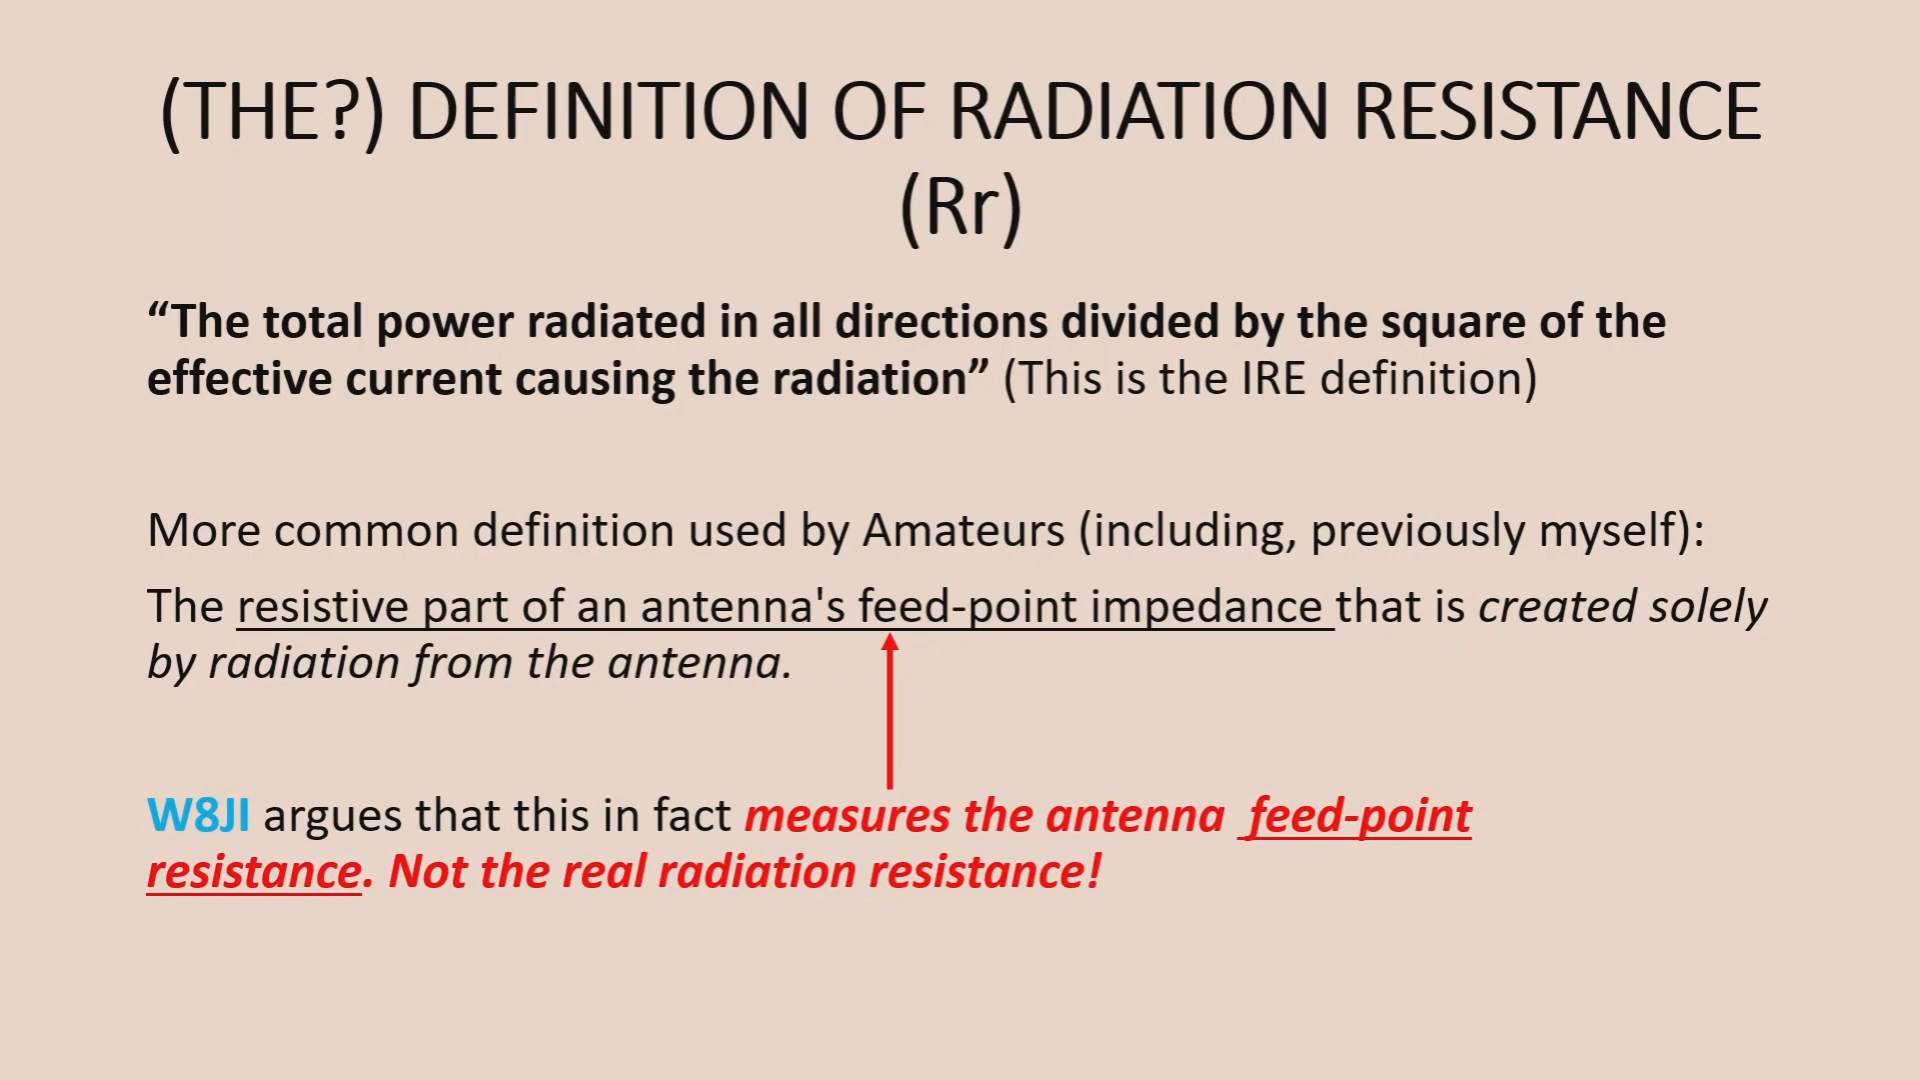 (THE?) DEFINITION OF RADIATION RESISTANCE
(Rr)
“The total power radiated in all directions divided by the square of the
effective current causing the radiation” (This is the IRE definition)
More common definition used by Amateurs (including, previously myself):
The resistive part of an antenna's feed-point impedance that is created solely
by radiation from the antenna.
W8JI argues that this in fact measures the antenna feed-point
resistance. Not the real radiation resistance!